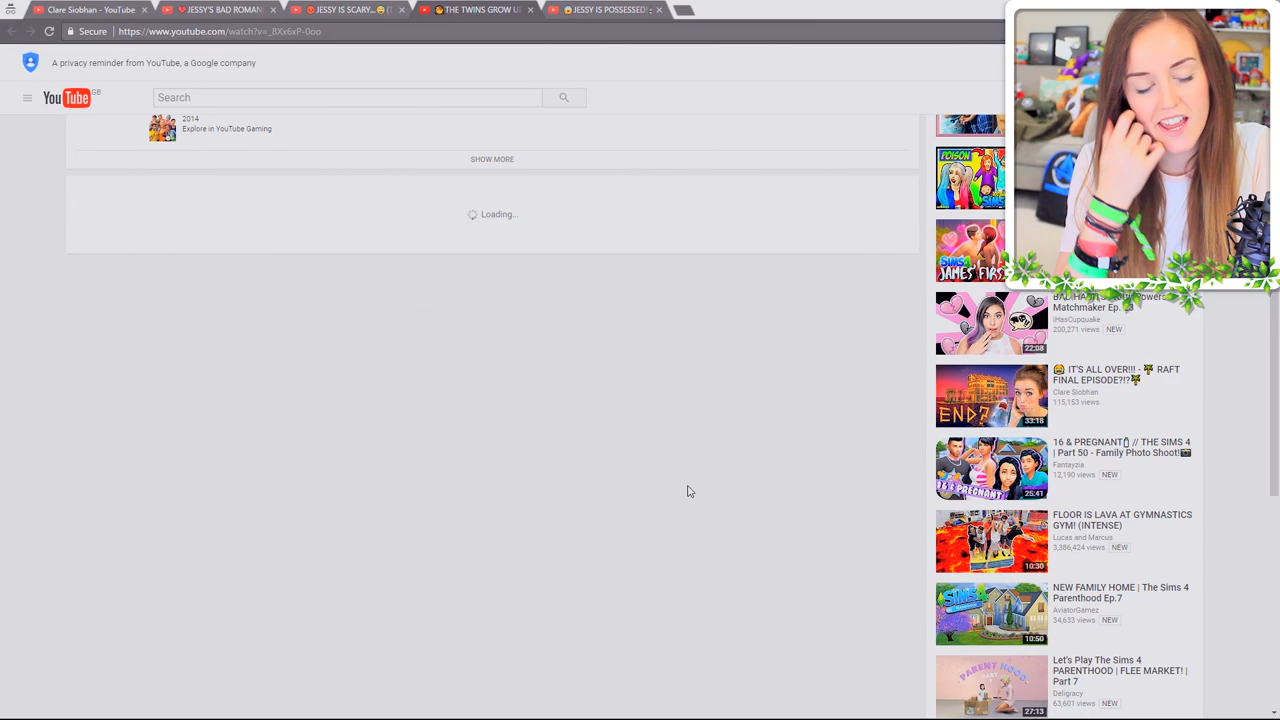 Clare Siobhan - YouTube
JESSY'S BAD ROMAN
JESSY IS SCARY...
THE TWINS GROW UP
JESSY IS POSSESSED
Secure
https://www.youtube.com/watch?v=_8Xx6xP-0oo
A privacy reminder from YouTube, a Google company
YouTube GB
Search
2014
Explore in YouTube Gaming
SHOW MORE
Loading...
POISON
SIMS
JAMES' FIRS
Matchmaker Ep.
iHasCupquake
200,271 views NEW
22:08
IT'S ALL OVER!!! - RAFT
FINAL EPISODE?!?
Clare Siobhan
115,153 views
END?
33:18
16 & PREGNANT // THE SIMS 4
| Part 50 - Family Photo Shoot!
Fantayzia
12,190 views NEW
16 & PREGNANT
25:41
FLOOR IS LAVA AT GYMNASTICS
GYM! (INTENSE)
Lucas and Marcus
3,386,424 views NEW
10:30
NEW FAMILY HOME | The Sims 4
Parenthood Ep.7
AviatorGamez
34,633 views NEW
SIMS
10:50
Let's Play The Sims 4
PARENTHOOD | FLEE MARKET! |
Part 7
Deligracy
63,601 views NEW
PARENTHOOD
27:13